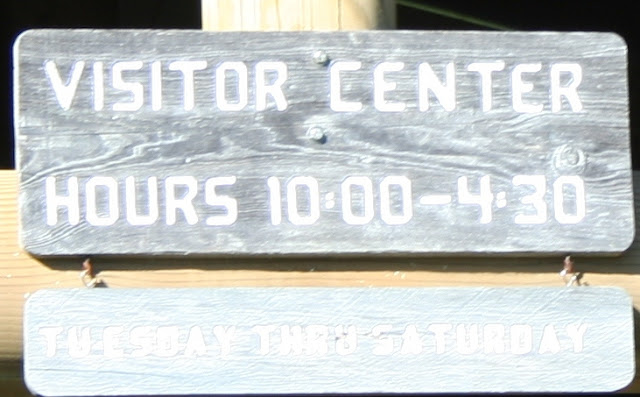 VISITOR CENTER
HOURS 10:00-4:30
TUESDAY THRU SATURDAY